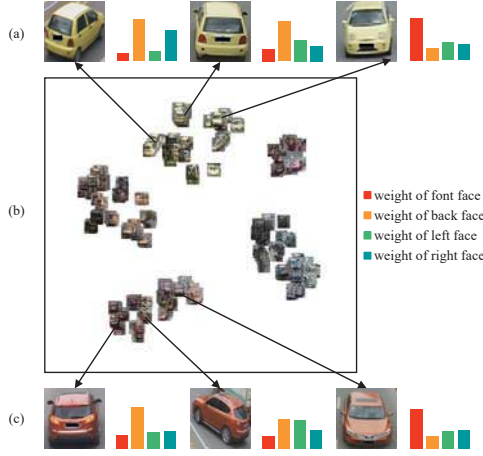 (a)
(b)
weight of font face
weight of back face
weight of left face
weight of right face
(c)